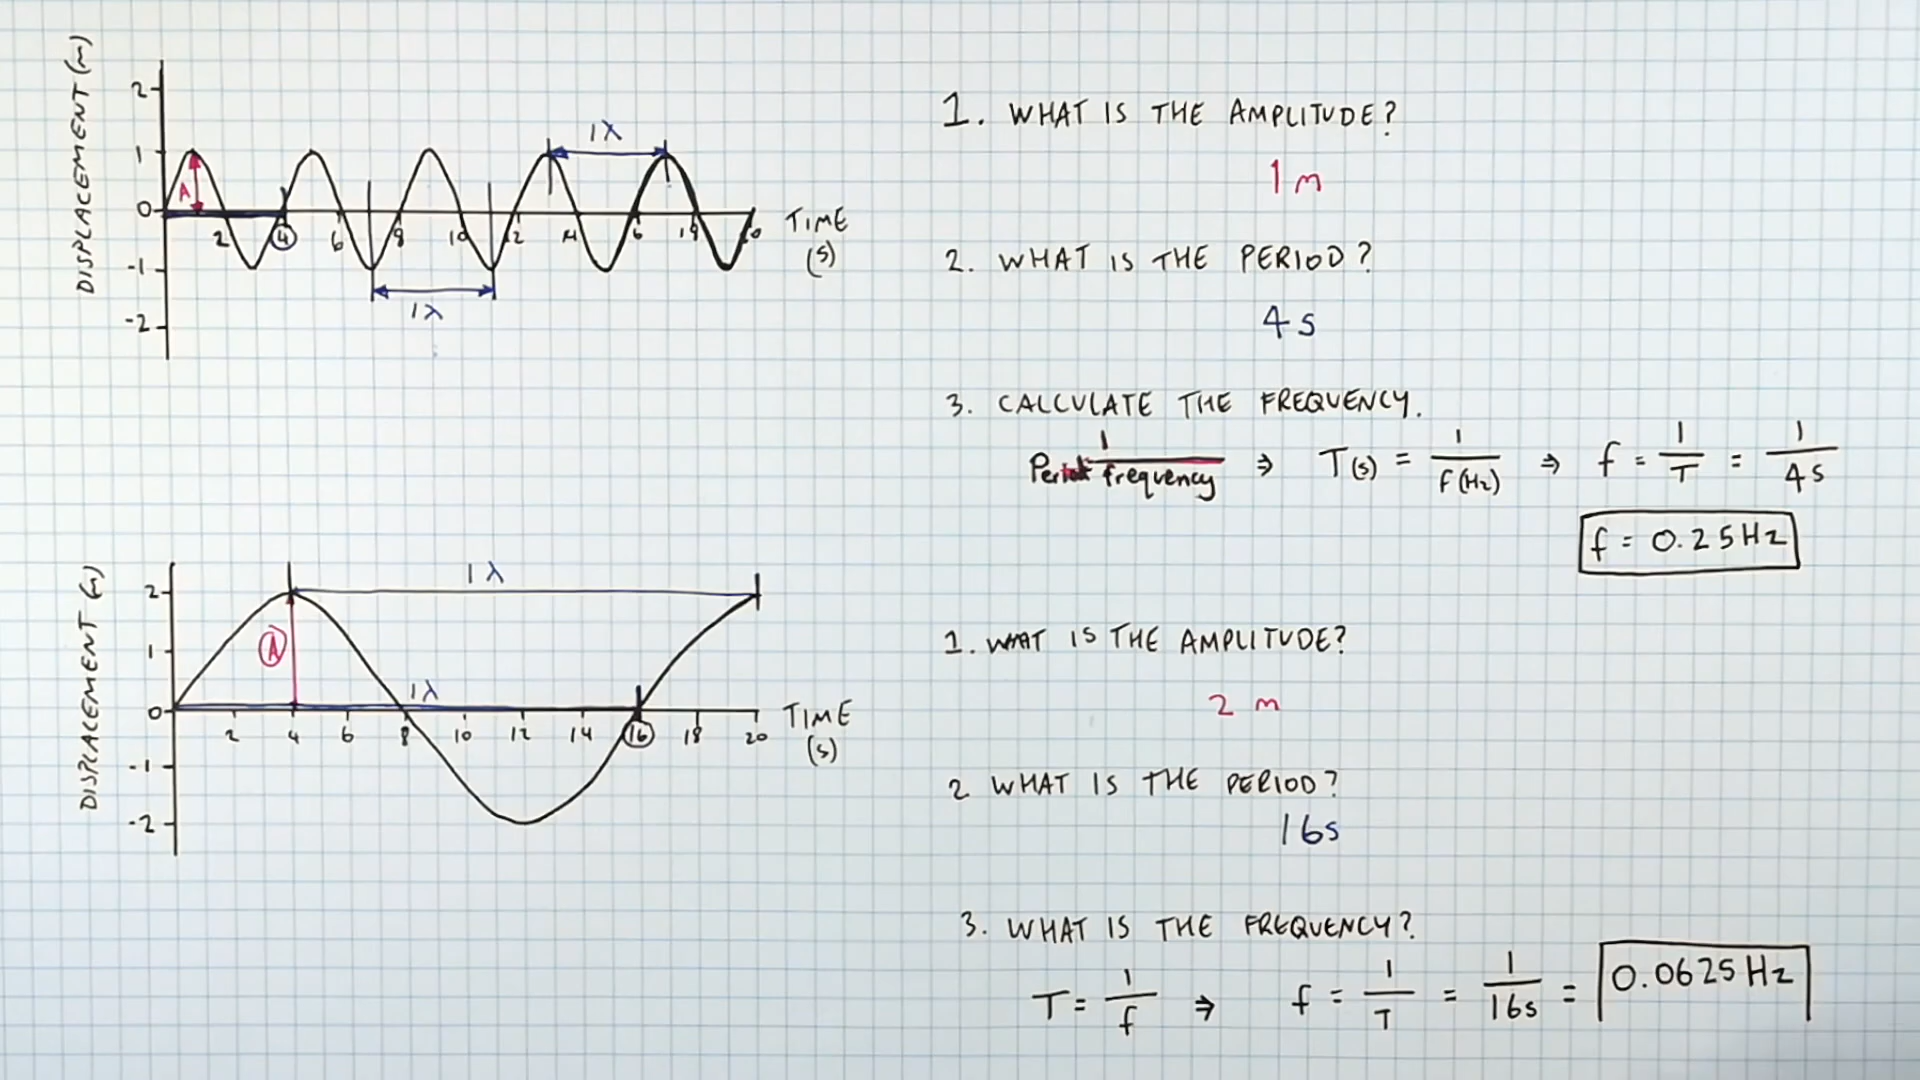 DISPLACEMENT (m)
2
1
0
-1
-2
A
1λ
1λ
2 4 6 8 10 12 14 6 18 20
TIME
(s)
1. WHAT IS THE AMPLITUDE?
1 m
2. WHAT IS THE PERIOD?
4 s
3. CALCULATE THE FREQUENCY.
1
frequency ⇒ T(s) = 1 / f(Hz) ⇒ f = 1 / T = 1 / 4s
f = 0.25Hz
DISPLACEMENT (m)
2
1
0
-1
-2
A
1λ
1λ
2 4 6 8 10 12 14 16 18 20
TIME
(s)
1. WHAT IS THE AMPLITUDE?
2 m
2 WHAT IS THE PERIOD?
16s
3. WHAT IS THE FREQUENCY?
T = 1 / f ⇒ f = 1 / T = 1 / 16s = 0.0625 Hz